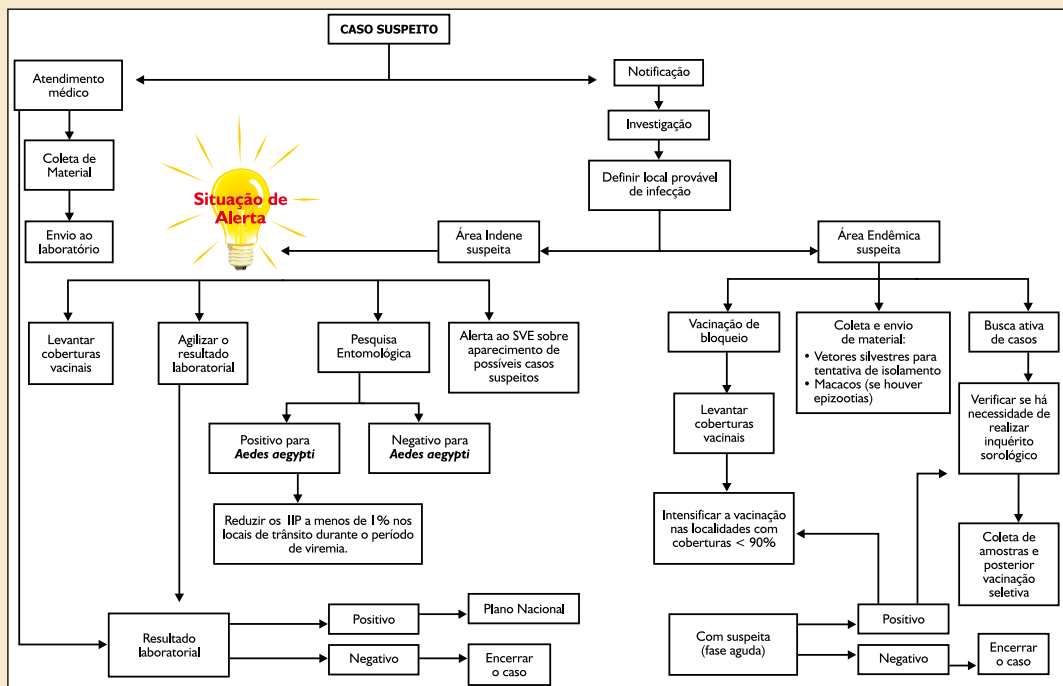 CASO SUSPEITO
Atendimento
médico
Notificação
Coleta de
Material
Investigação
Envio ao
laboratório
Definir local provável
de infecção
Situação de
Alerta
Área Indene
suspeita
Área Endêmica
suspeita
Levantar
coberturas
vacinais
Agilizar o
resultado
laboratorial
Pesquisa
Entomológica
Alerta ao SVE sobre
aparecimento de
possíveis casos
suspeitos
Vacinação de
bloqueio
Coleta e envio
de material:
• Vetores silvestres para
tentativa de isolamento
• Macacos (se houver
epizootias)
Busca ativa
de casos
Positivo para
Aedes aegypti
Negativo para
Aedes aegypti
Levantar
coberturas
vacinais
Verificar se há
necessidade de
realizar
inquérito
sorológico
Reduzir os IIP a menos de 1% nos
locais de trânsito durante o período
de viremia.
Intensificar a vacinação
nas localidades com
coberturas < 90%
Coleta de
amostras e
posterior
vacinação
seletiva
Resultado
laboratorial
Positivo
Plano Nacional
Negativo
Encerrar
o caso
Com suspeita
(fase aguda)
Positivo
Negativo
Encerrar
o caso